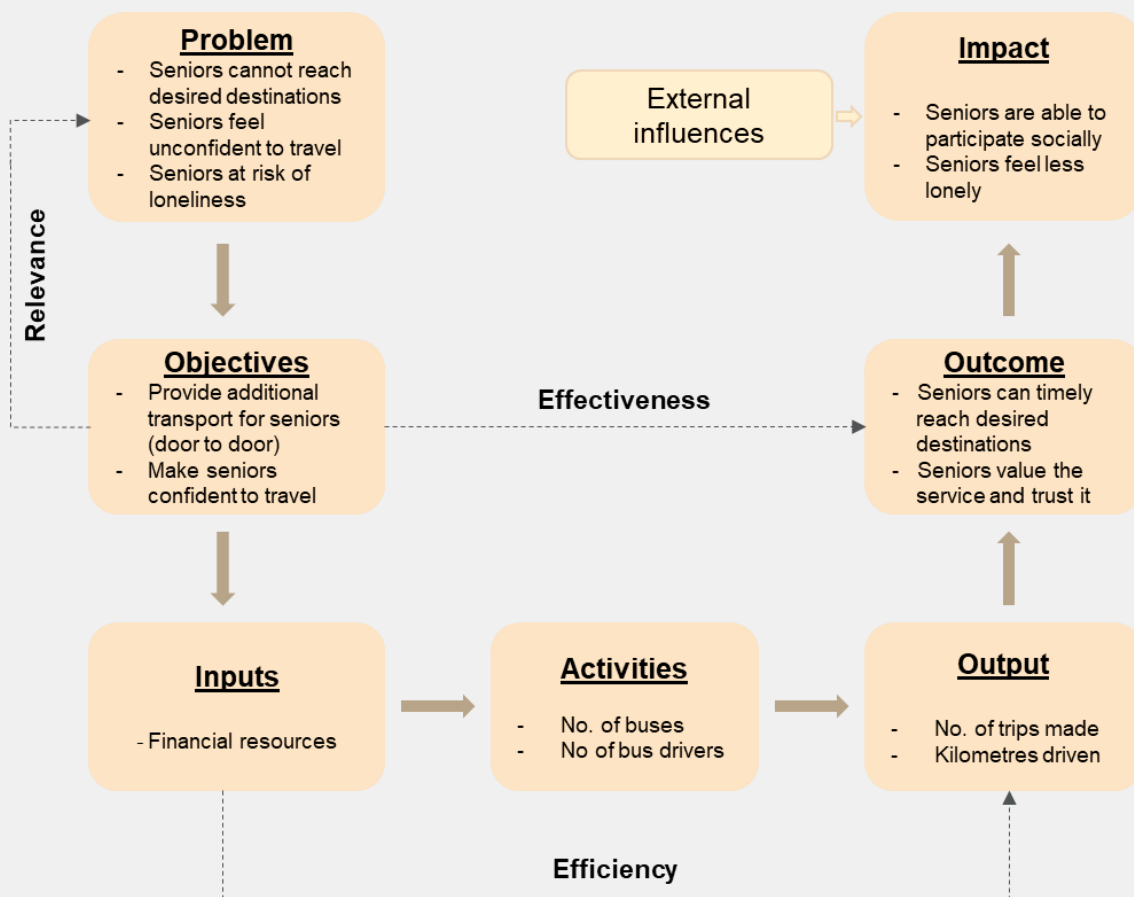 Problem
- Seniors cannot reach
desired destinations
- Seniors feel
unconfident to travel
- Seniors at risk of
loneliness
External
influences
Impact
- Seniors are able to
participate socially
- Seniors feel less
lonely
Relevance
Objectives
- Provide additional
transport for seniors
(door to door)
- Make seniors
confident to travel
Effectiveness
Outcome
- Seniors can timely
reach desired
destinations
- Seniors value the
service and trust it
Inputs
- Financial resources
Activities
- No. of buses
- No of bus drivers
Output
- No. of trips made
- Kilometres driven
Efficiency